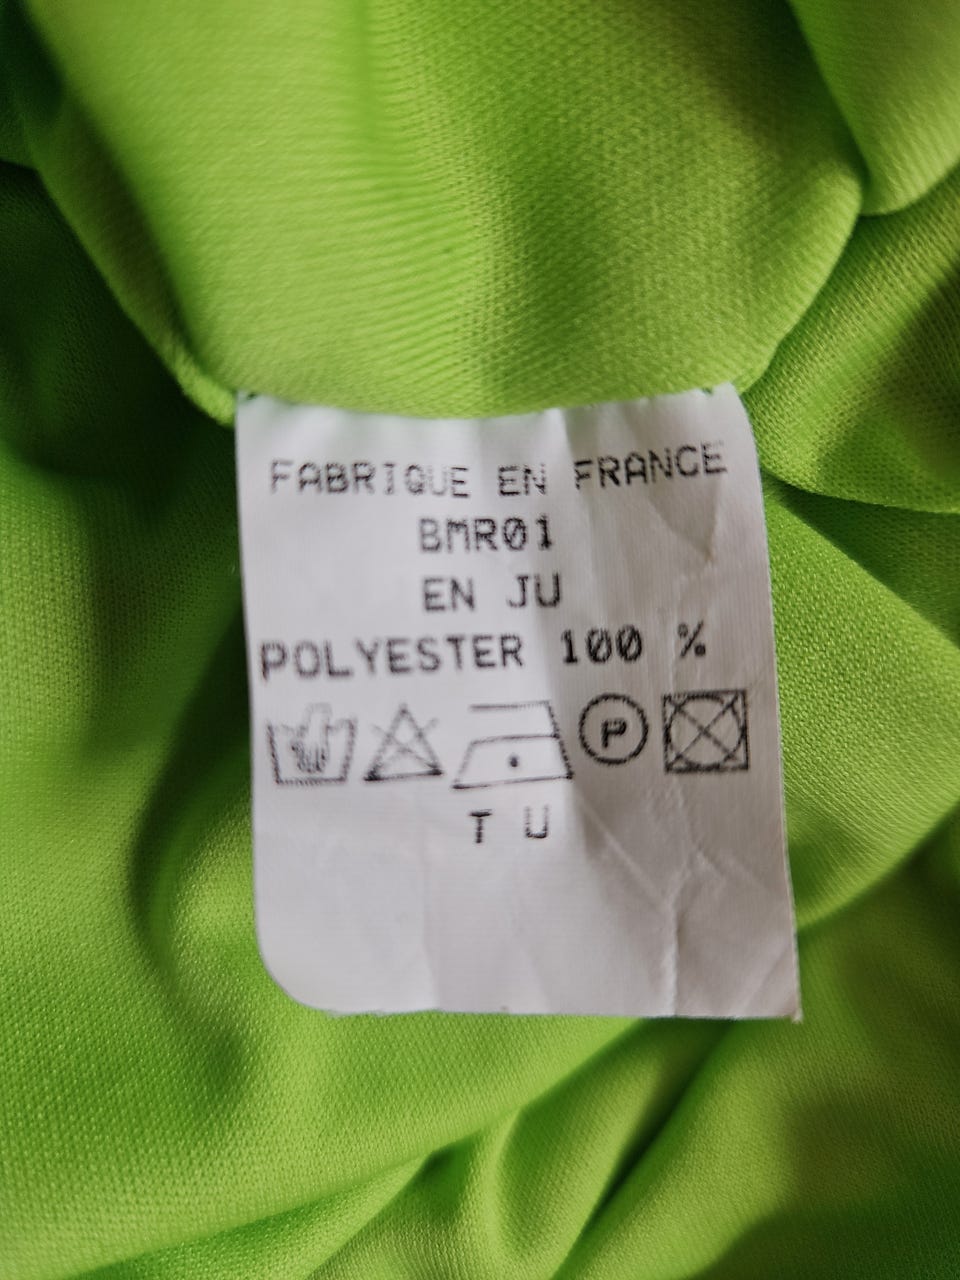 FABRIQUE EN FRANCE
BMR01
EN JU
POLYESTER 100 %
P
T U